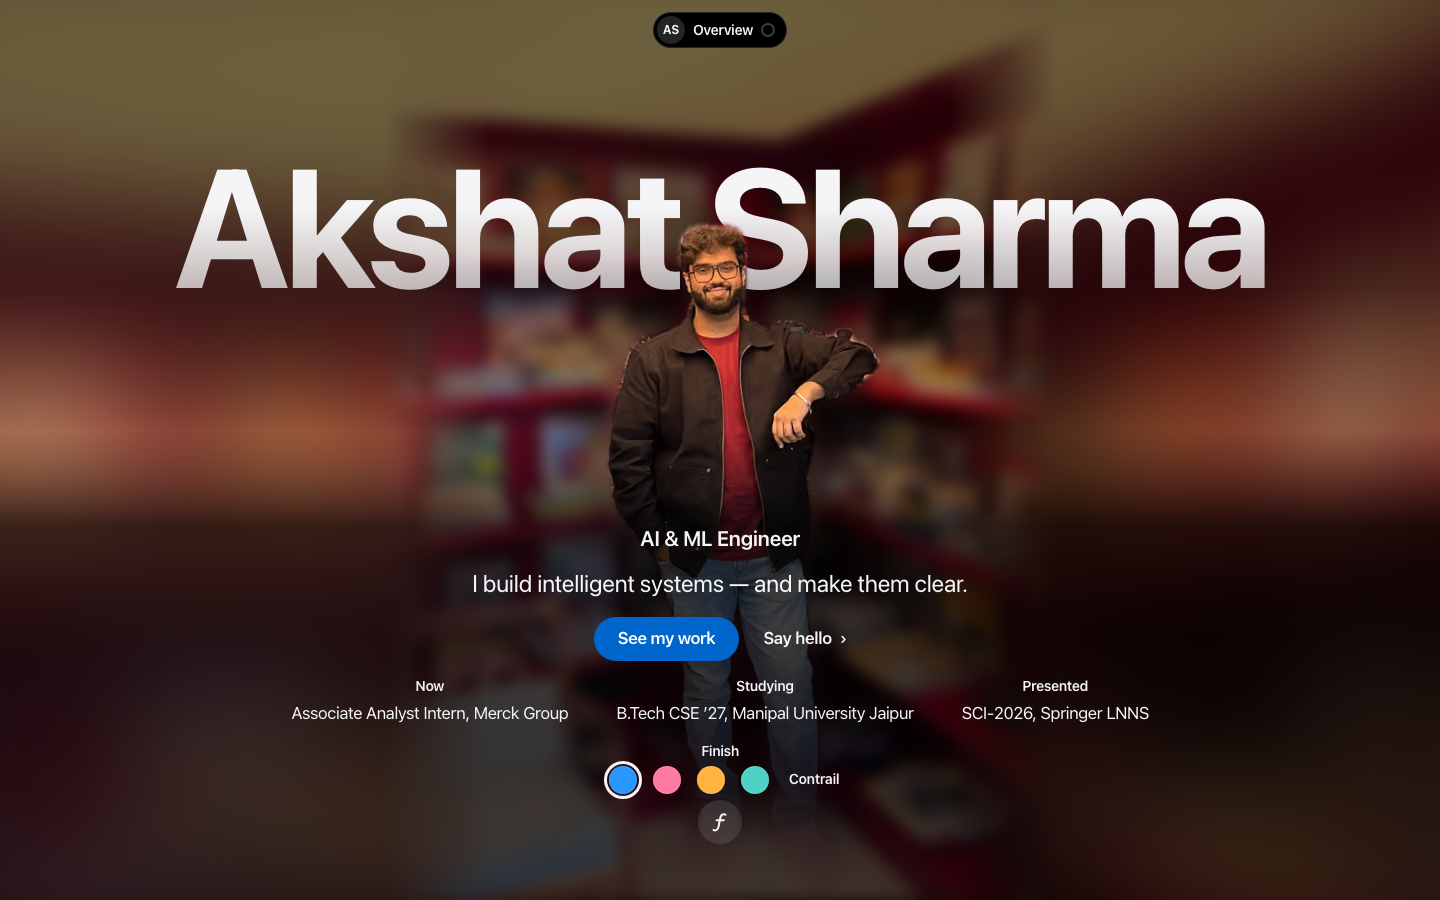 AS Overview
Akshat Sharma
AI & ML Engineer
I build intelligent systems — and make them clear.
See my work Say hello ›
Now Studying Presented
Associate Analyst Intern, Merck Group B.Tech CSE ’27, Manipal University Jaipur SCI-2026, Springer LNNS
Finish
Contrail
ƒ